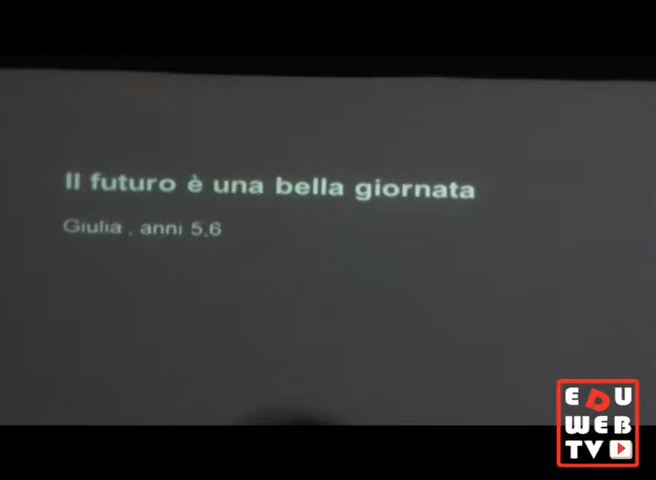 Il futuro è una bella giornata
Giulia , anni 5,6
EDU
WEB
TV